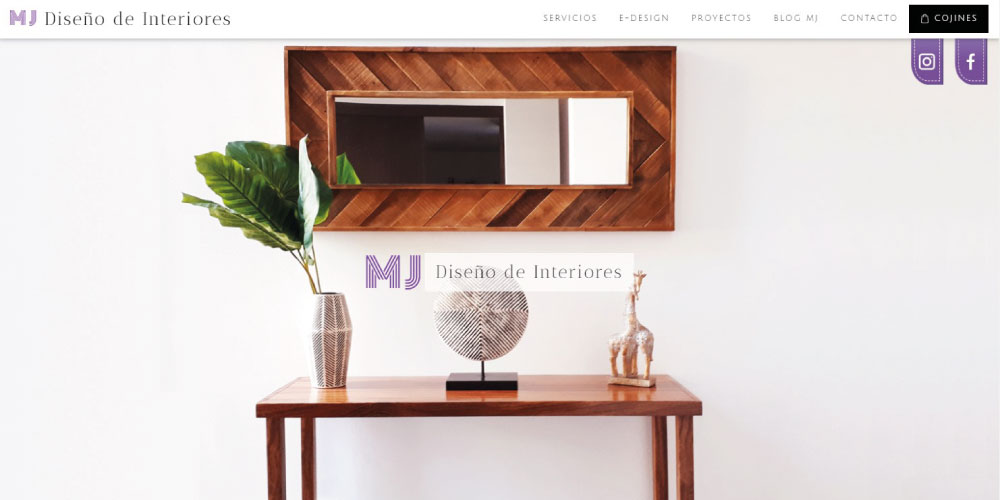 MJ Diseño de Interiores
SERVICIOS
E-DESIGN
PROYECTOS
BLOG MJ
CONTACTO
COJINES
MJ Diseño de Interiores